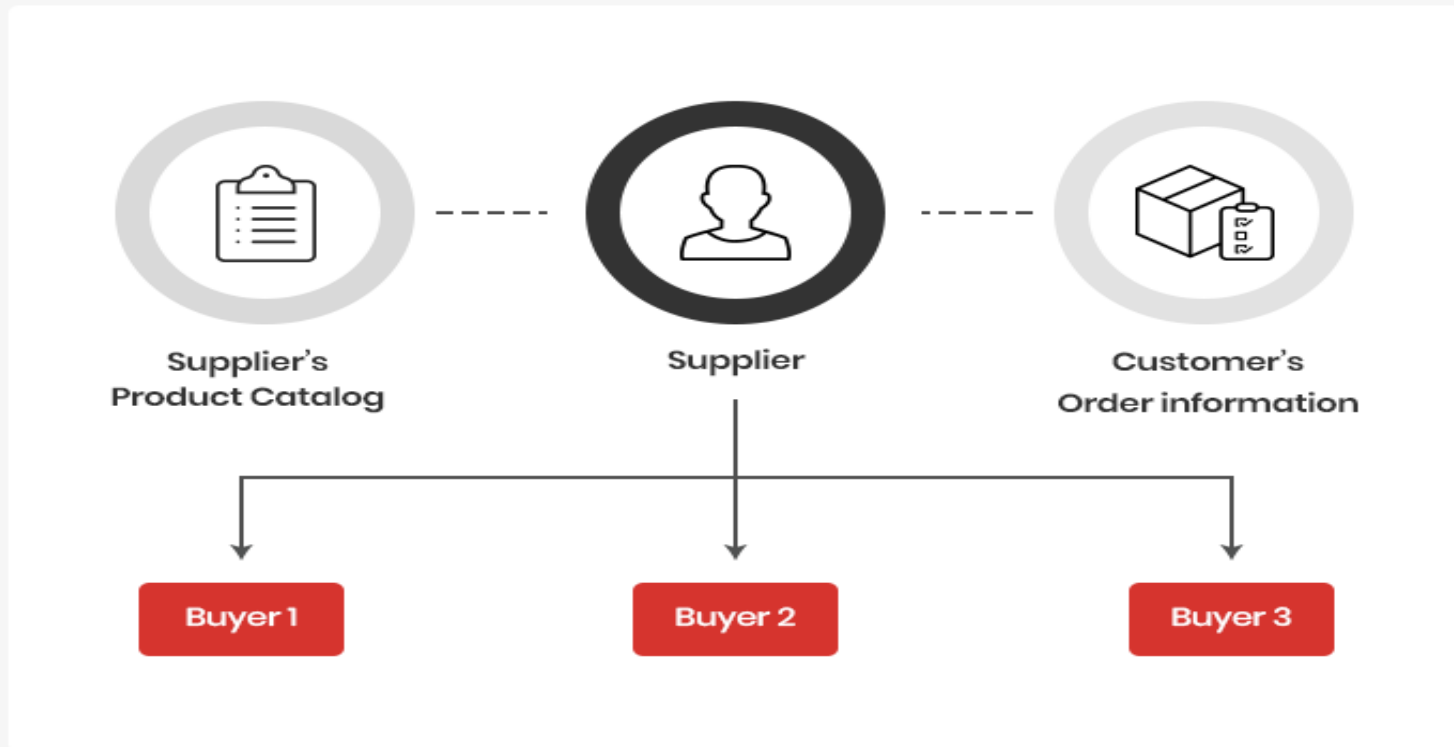 Supplier’s
Product Catalog
Supplier
Customer’s
Order information
Buyer 1
Buyer 2
Buyer 3